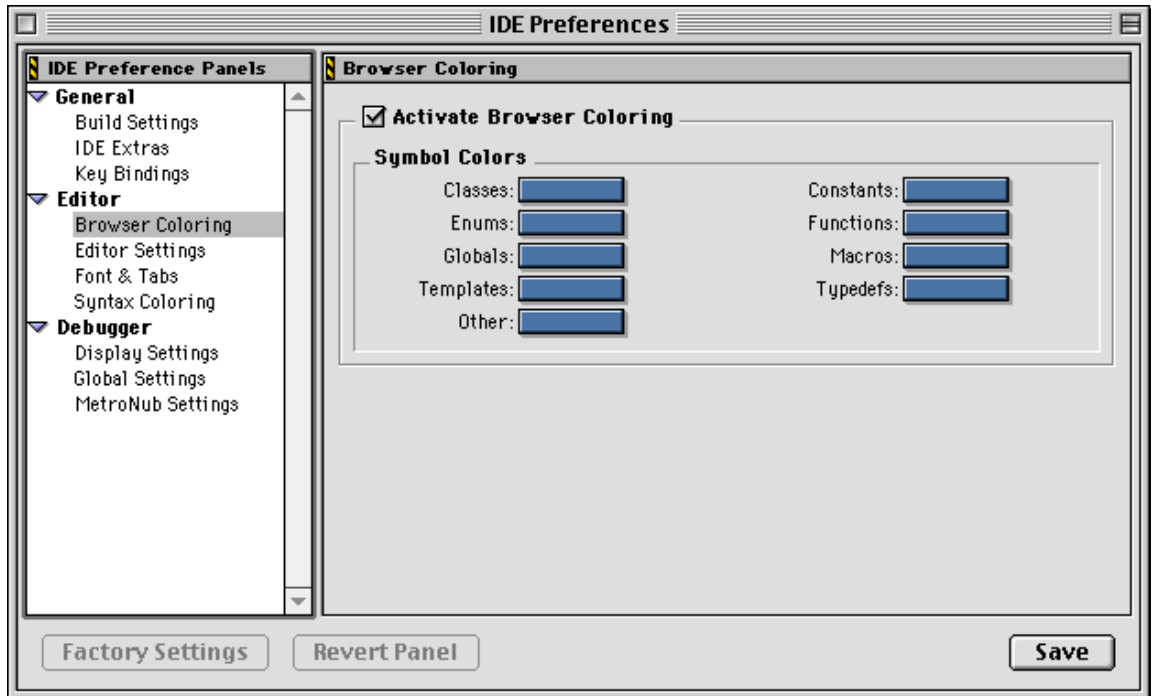 IDE Preferences
IDE Preference Panels
General
Build Settings
IDE Extras
Key Bindings
Editor
Browser Coloring
Editor Settings
Font & Tabs
Syntax Coloring
Debugger
Display Settings
Global Settings
MetroNub Settings
Browser Coloring
Activate Browser Coloring
Symbol Colors
Classes:
Constants:
Enums:
Functions:
Globals:
Macros:
Templates:
Typedefs:
Other:
Factory Settings
Revert Panel
Save